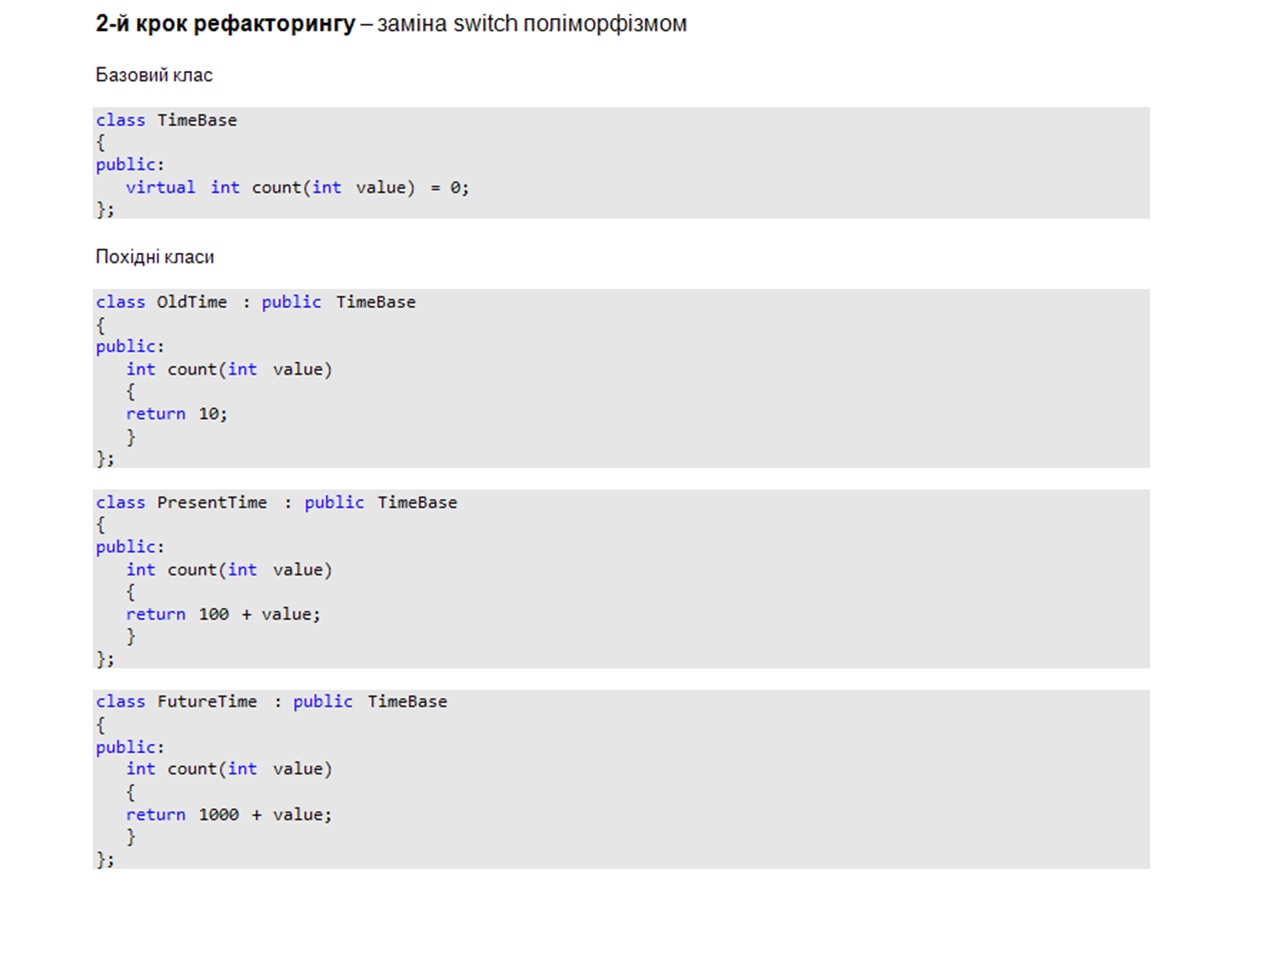 2-й крок рефакторингу – заміна switch поліморфізмом
Базовий клас
class TimeBase
{
public:
virtual int count(int value) = 0;
};
Похідні класи
class OldTime : public TimeBase
{
public:
int count(int value)
{
return 10;
}
};
class PresentTime : public TimeBase
{
public:
int count(int value)
{
return 100 + value;
}
};
class FutureTime : public TimeBase
{
public:
int count(int value)
{
return 1000 + value;
}
};